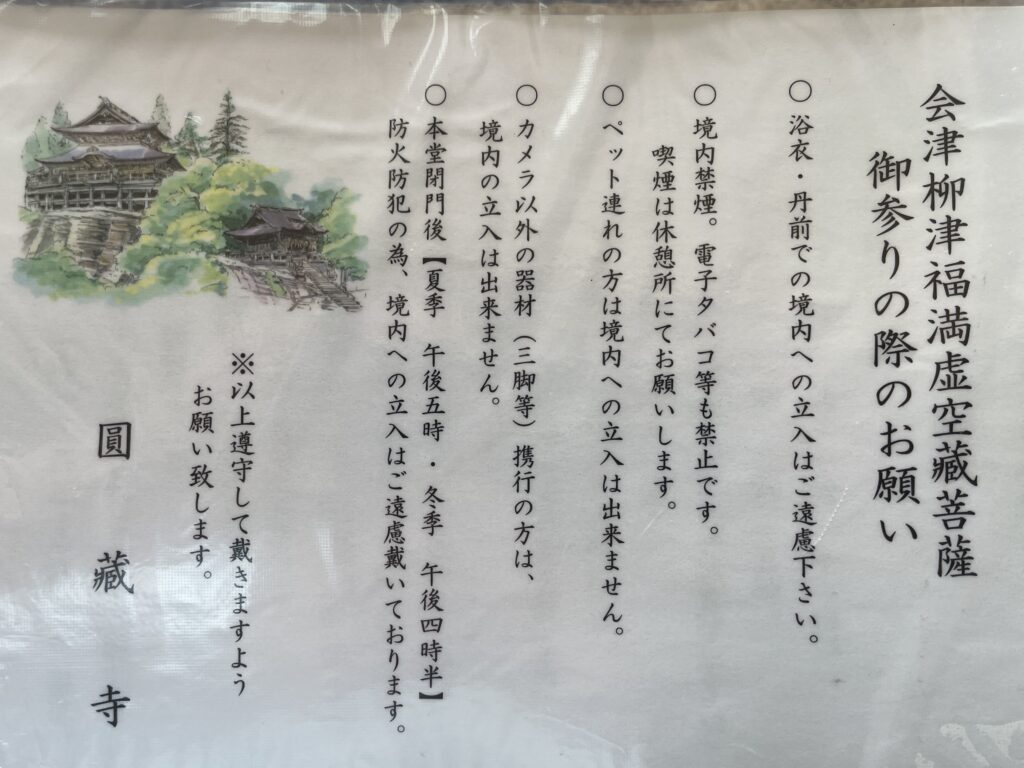 会津柳津福満虚空藏菩薩
御参りの際のお願い
○浴衣・丹前での境内への立入はご遠慮下さい。
○境内禁煙。電子タバコ等も禁止です。
喫煙は休憩所にてお願いします。
○ペット連れの方は境内への立入は出来ません。
○カメラ以外の器材（三脚等）携行の方は、
境内の立入は出来ません。
○本堂閉門後【夏季　午後五時・冬季　午後四時半】
防火防犯の為、境内への立入はご遠慮戴いております。
※以上遵守して戴きますよう
お願い致します。
圓藏寺